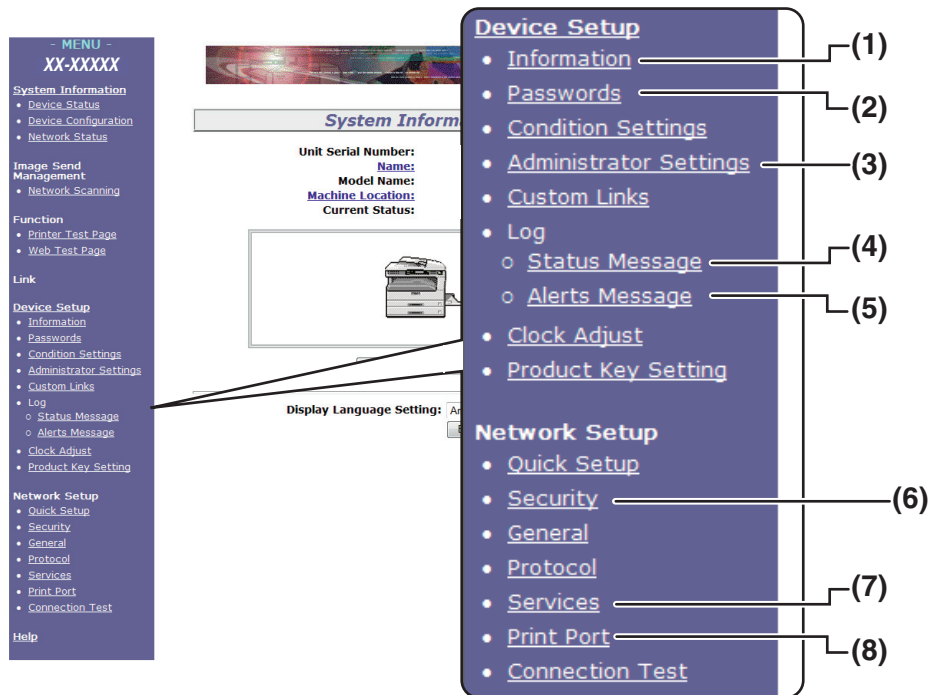 - MENU -
XX-XXXXX
System Information
• Device Status
• Device Configuration
• Network Status
Image Send
Management
• Network Scanning
Function
• Printer Test Page
• Web Test Page
Link
Device Setup
• Information
• Passwords
• Condition Settings
• Administrator Settings
• Custom Links
• Log
o Status Message
o Alerts Message
• Clock Adjust
• Product Key Setting
Network Setup
• Quick Setup
• Security
• General
• Protocol
• Services
• Print Port
• Connection Test
Help
System Inform
Unit Serial Number:
Name:
Model Name:
Machine Location:
Current Status:
Display Language Setting:
Device Setup
• Information (1)
• Passwords (2)
• Condition Settings
• Administrator Settings (3)
• Custom Links
• Log
o Status Message (4)
o Alerts Message (5)
• Clock Adjust
• Product Key Setting
Network Setup
• Quick Setup
• Security (6)
• General
• Protocol
• Services (7)
• Print Port (8)
• Connection Test